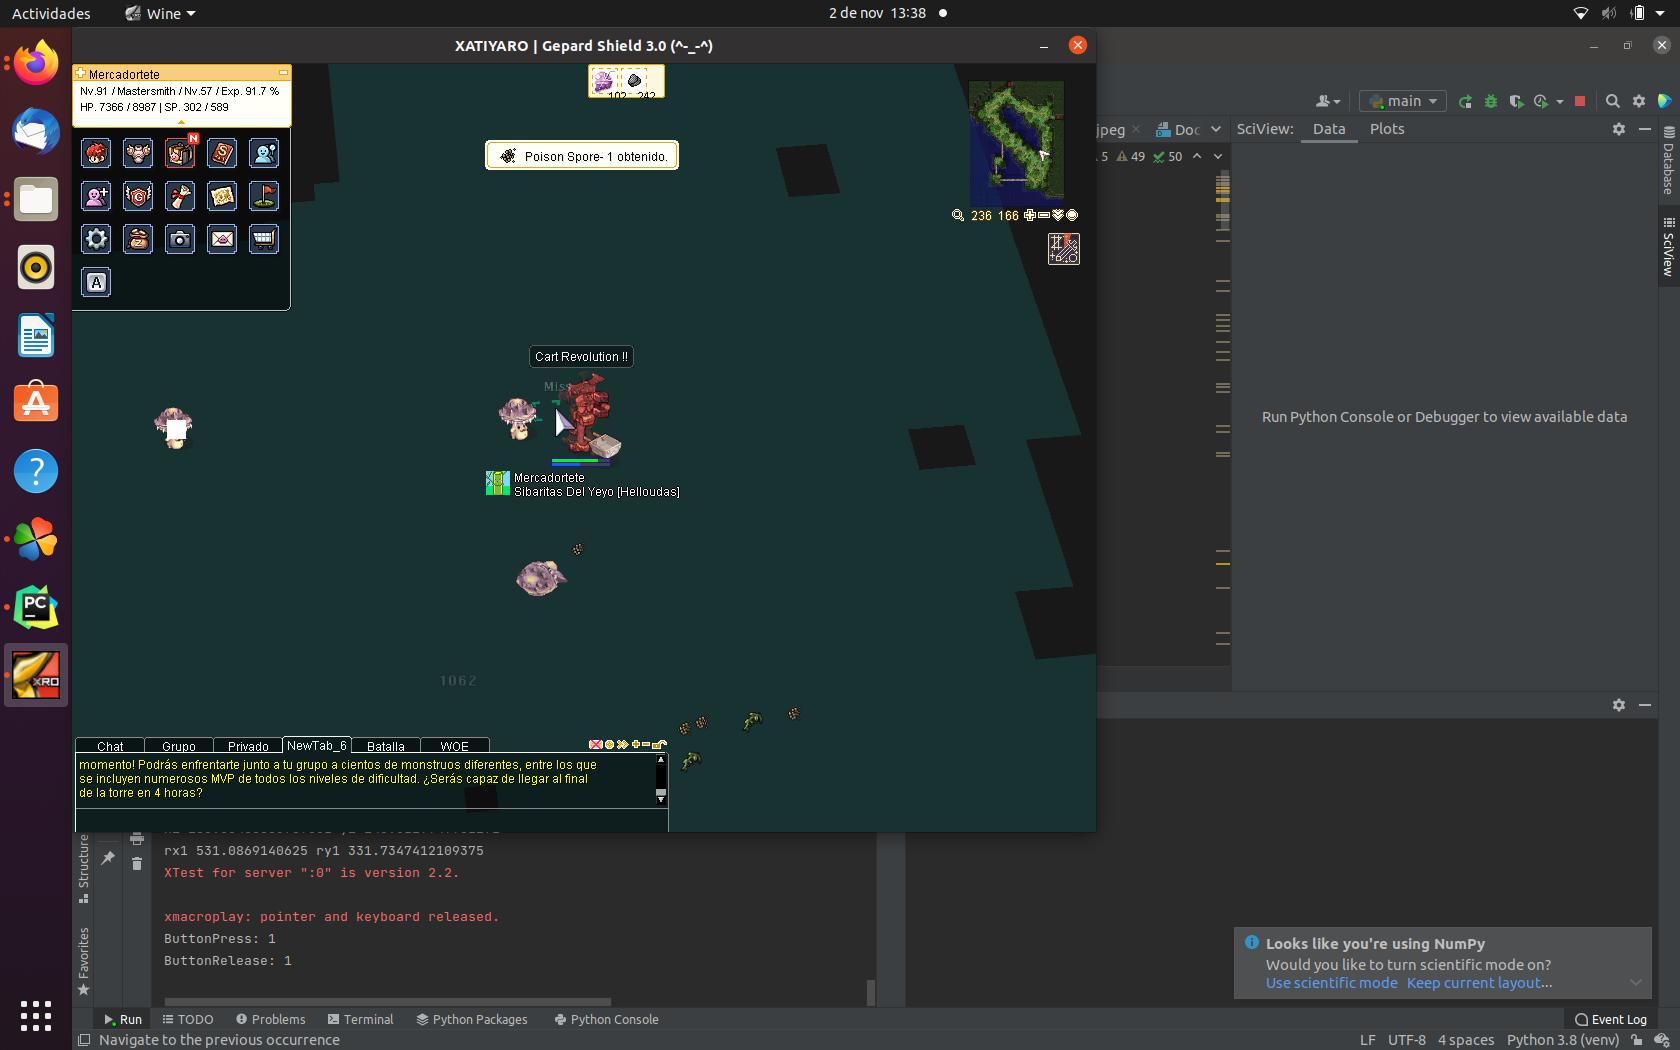 Actividades
Wine
2 de nov 13:38
XATIYARO | Gepard Shield 3.0 (^-_-^)
Mercadortete
Nv.91 / Mastersmith / Nv.57 / Exp. 91.7 %
HP. 7366 / 8987 | SP. 302 / 589
N
A
102 242
Poison Spore- 1 obtenido.
236 166
Cart Revolution !!
Miss
Mercadortete
Sibaritas Del Yeyo [Helloudas]
1062
Chat
Grupo
Privado
NewTab_6
Batalla
WOE
momento! Podrás enfrentarte junto a tu grupo a cientos de monstruos diferentes, entre los que
se incluyen numerosos MVP de todos los niveles de dificultad. ¿Serás capaz de llegar al final
de la torre en 4 horas?
main
jpeg
Doc
SciView:
Data
Plots
5
49
50
Database
SciView
Run Python Console or Debugger to view available data
PC
XRO
Structure
Favorites
rx1 531.0869140625 ry1 331.7347412109375
XTest for server ":0" is version 2.2.
xmacroplay: pointer and keyboard released.
ButtonPress: 1
ButtonRelease: 1
Looks like you're using NumPy
Would you like to turn scientific mode on?
Use scientific mode
Keep current layout...
Run
TODO
Problems
Terminal
Python Packages
Python Console
Event Log
Navigate to the previous occurrence
LF
UTF-8
4 spaces
Python 3.8 (venv)